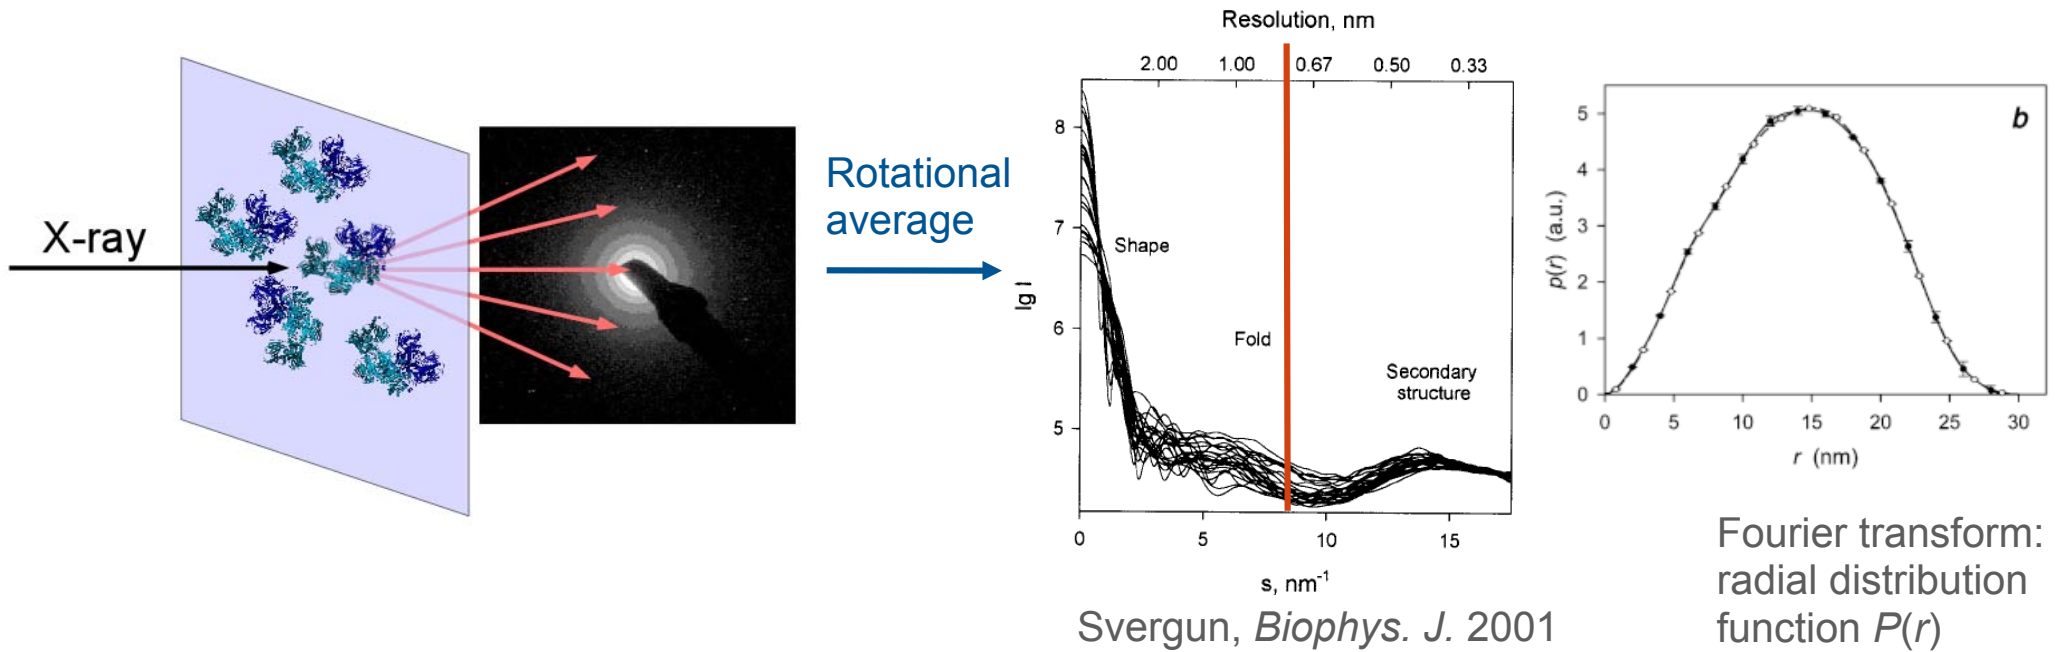 X-ray
Rotational
average
Resolution, nm
2.00 1.00 0.67 0.50 0.33
8
7
6
5
lg I
Shape
Fold
Secondary
structure
0 5 10 15
s, nm-1
Svergun, Biophys. J. 2001
b
5
4
3
2
1
0
p(r) (a.u.)
0 5 10 15 20 25 30
r (nm)
Fourier transform:
radial distribution
function P(r)